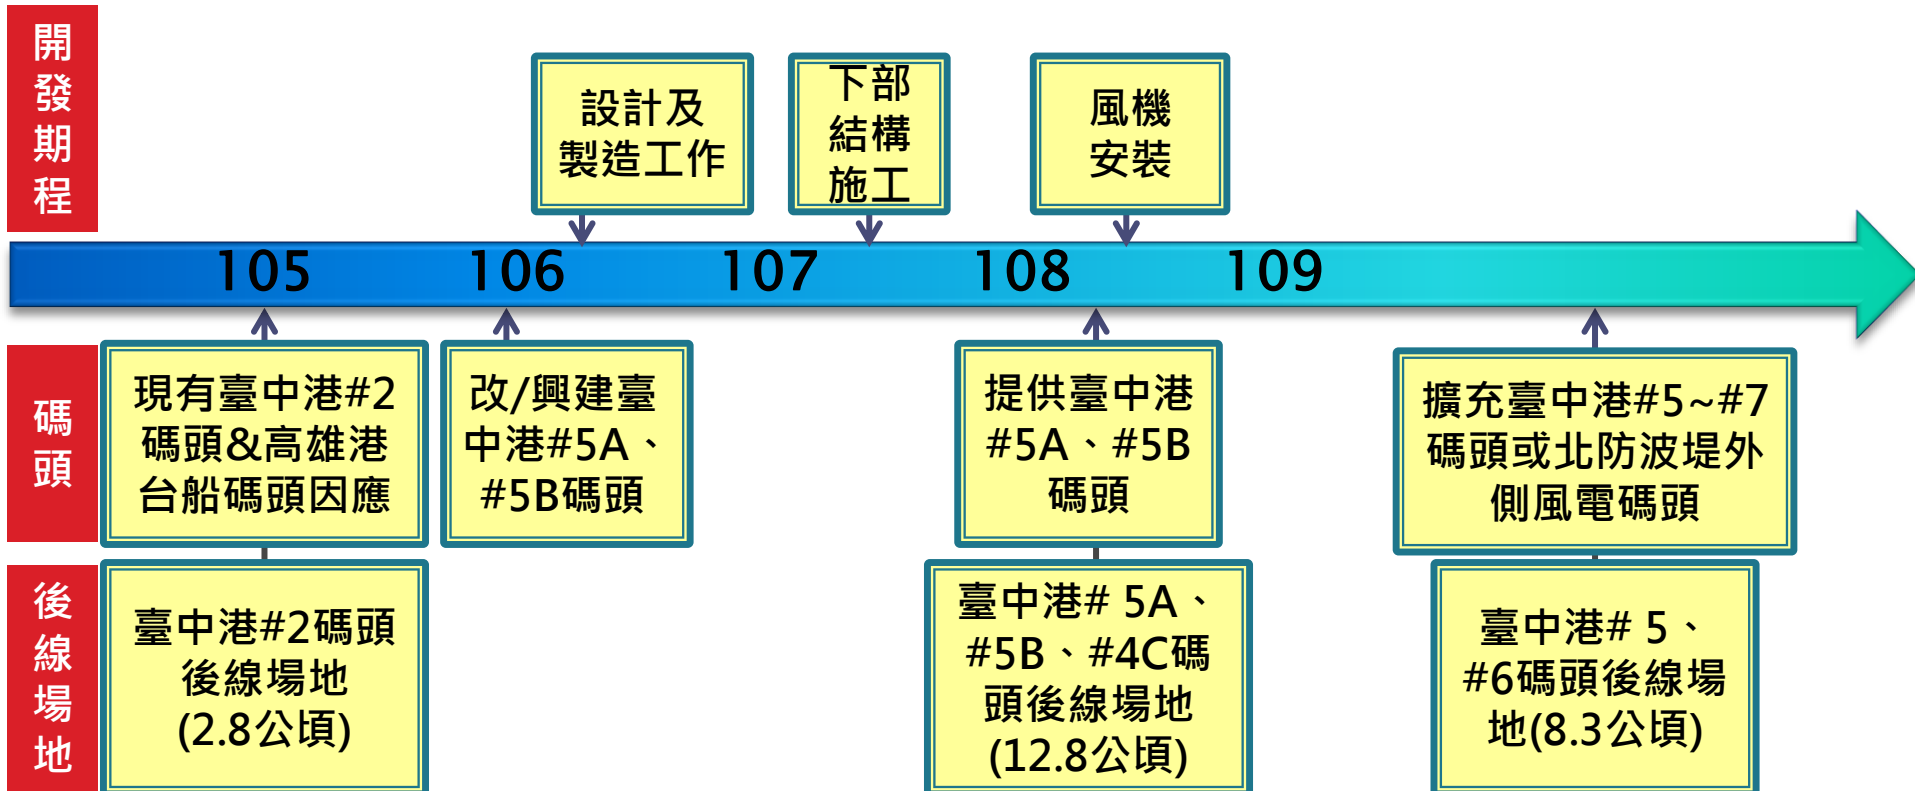 開發期程
設計及
製造工作
下部
結構
施工
風機
安裝
105 106 107 108 109
碼頭
現有臺中港#2
碼頭&高雄港
台船碼頭因應
改/興建臺
中港#5A、
#5B碼頭
提供臺中港
#5A、#5B
碼頭
擴充臺中港#5~#7
碼頭或北防波堤外
側風電碼頭
後線場地
臺中港#2碼頭
後線場地
(2.8公頃)
臺中港# 5A、
#5B、#4C碼
頭後線場地
(12.8公頃)
臺中港# 5、
#6碼頭後線場
地(8.3公頃)